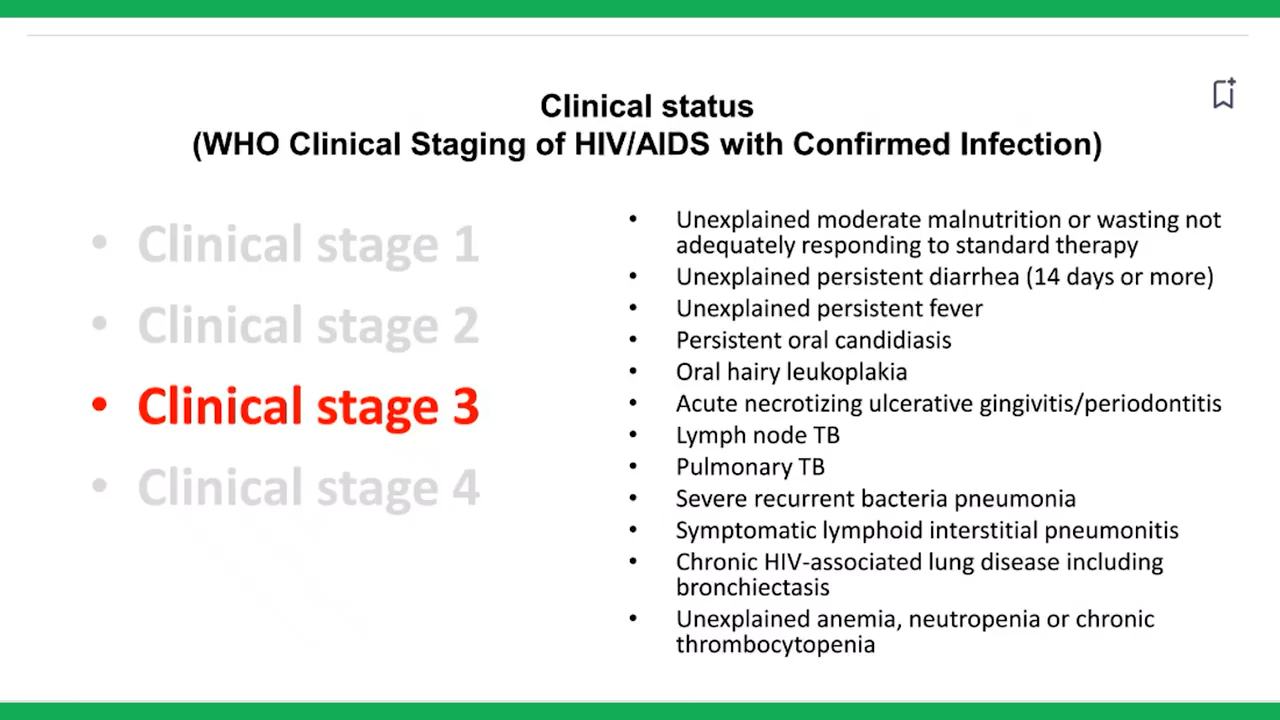 Clinical status
(WHO Clinical Staging of HIV/AIDS with Confirmed Infection)
• Clinical stage 1
• Clinical stage 2
• Clinical stage 3
• Clinical stage 4
• Unexplained moderate malnutrition or wasting not
adequately responding to standard therapy
• Unexplained persistent diarrhea (14 days or more)
• Unexplained persistent fever
• Persistent oral candidiasis
• Oral hairy leukoplakia
• Acute necrotizing ulcerative gingivitis/periodontitis
• Lymph node TB
• Pulmonary TB
• Severe recurrent bacteria pneumonia
• Symptomatic lymphoid interstitial pneumonitis
• Chronic HIV-associated lung disease including
bronchiectasis
• Unexplained anemia, neutropenia or chronic
thrombocytopenia